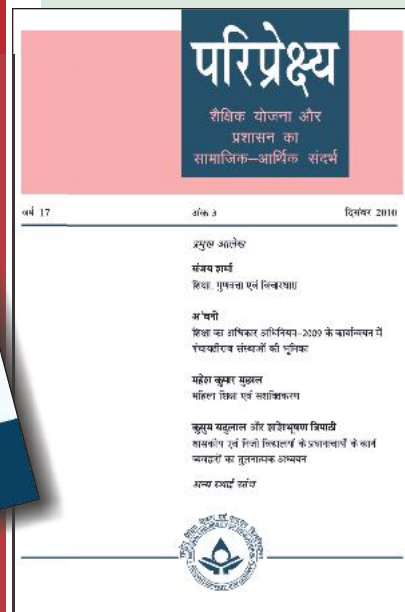 परिप्रेक्ष्य
शैक्षिक योजना और
प्रशासन का
सामाजिक–आर्थिक संदर्भ
वर्ष 17 अंक 3 दिसंबर 2010
प्रमुख आलेख
संजय शर्मा
शिक्षा, गुणवत्ता एवं विचारधारा
अ'वनी
शिक्षा का अधिकार अधिनियम–2009 के कार्यान्वयन में
पंचायतीराज संस्थाओं की भूमिका
महेश कुमार
महिला शिक्षा एवं सशक्तिकरण
कुसुम यदुलाल और शशिभूषण त्रिपाठी
शासकीय एवं निजी विद्यालयों के प्रधानाचार्यों के कार्य
व्यवहारों का तुलनात्मक अध्ययन
अन्य स्थाई स्तंभ